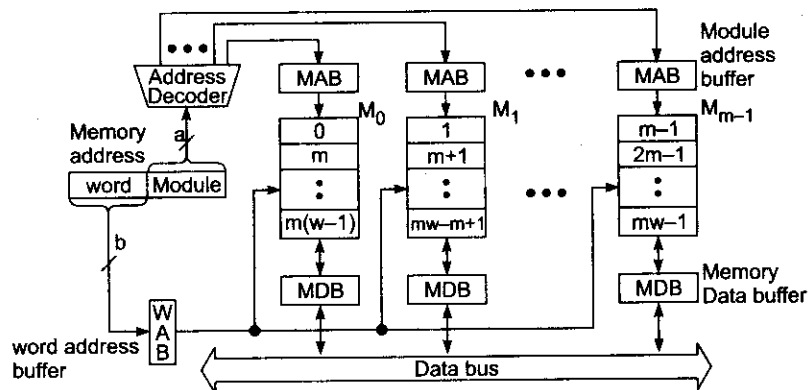 Address
Decoder
MAB
MAB
MAB
Module
address
buffer
Memory
address
a
M0
M1
Mm–1
word
Module
0
m
m(w–1)
1
m+1
mw–m+1
m–1
2m–1
mw–1
b
MDB
MDB
MDB
Memory
Data buffer
word address
buffer
W
A
B
Data bus